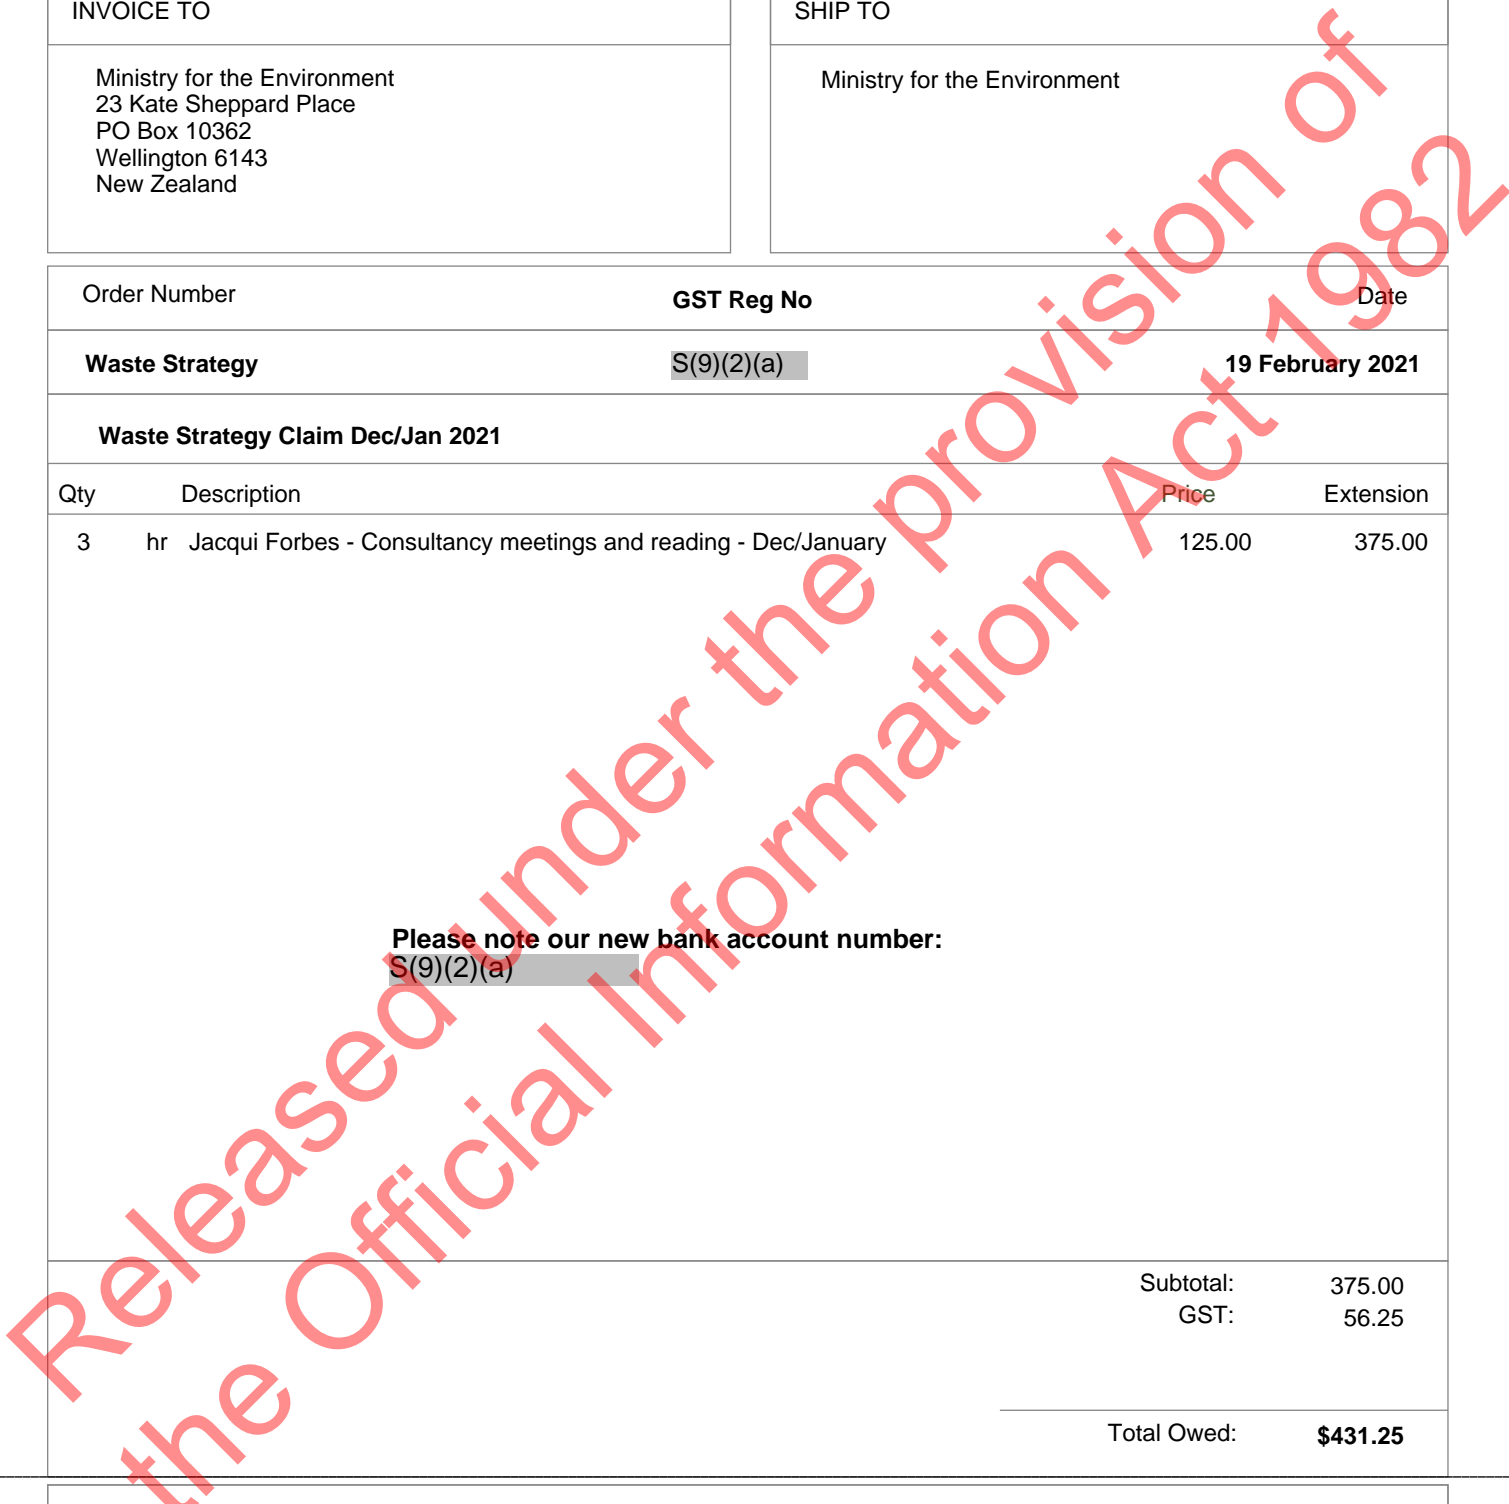 INVOICE TO
SHIP TO
Ministry for the Environment
23 Kate Sheppard Place
PO Box 10362
Wellington 6143
New Zealand
Ministry for the Environment
Order Number GST Reg No Date
Waste Strategy S(9)(2)(a) 19 February 2021
Waste Strategy Claim Dec/Jan 2021
Qty Description Price Extension
3 hr Jacqui Forbes - Consultancy meetings and reading - Dec/January 125.00 375.00
Please note our new bank account number:
S(9)(2)(a)
Subtotal: 375.00
GST: 56.25
Total Owed: $431.25
Released under the provision of
the Official Information Act 1982